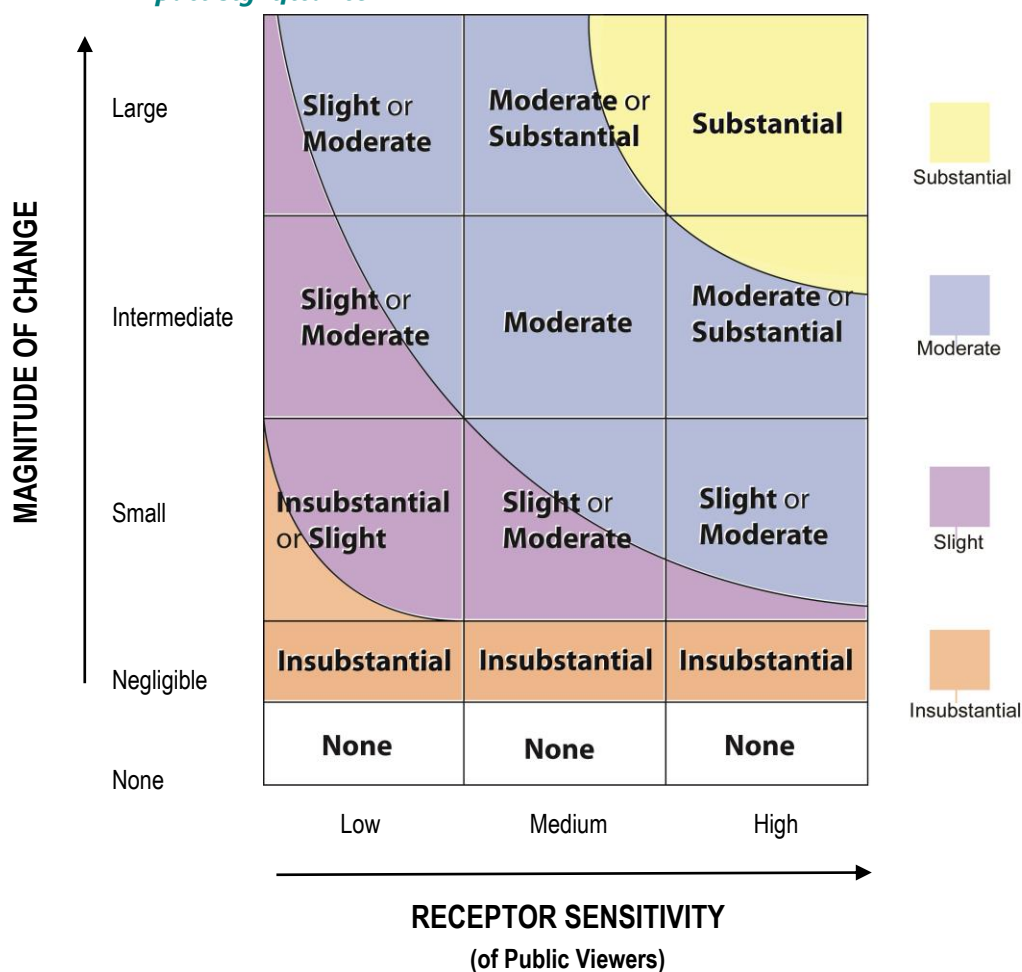 MAGNITUDE OF CHANGE
Large
Slight or
Moderate
Moderate or
Substantial
Substantial
Substantial
Intermediate
Slight or
Moderate
Moderate
Moderate or
Substantial
Moderate
Small
Insubstantial
or Slight
Slight or
Moderate
Slight or
Moderate
Slight
Negligible
Insubstantial
Insubstantial
Insubstantial
Insubstantial
None
None
None
None
Low
Medium
High
RECEPTOR SENSITIVITY
(of Public Viewers)